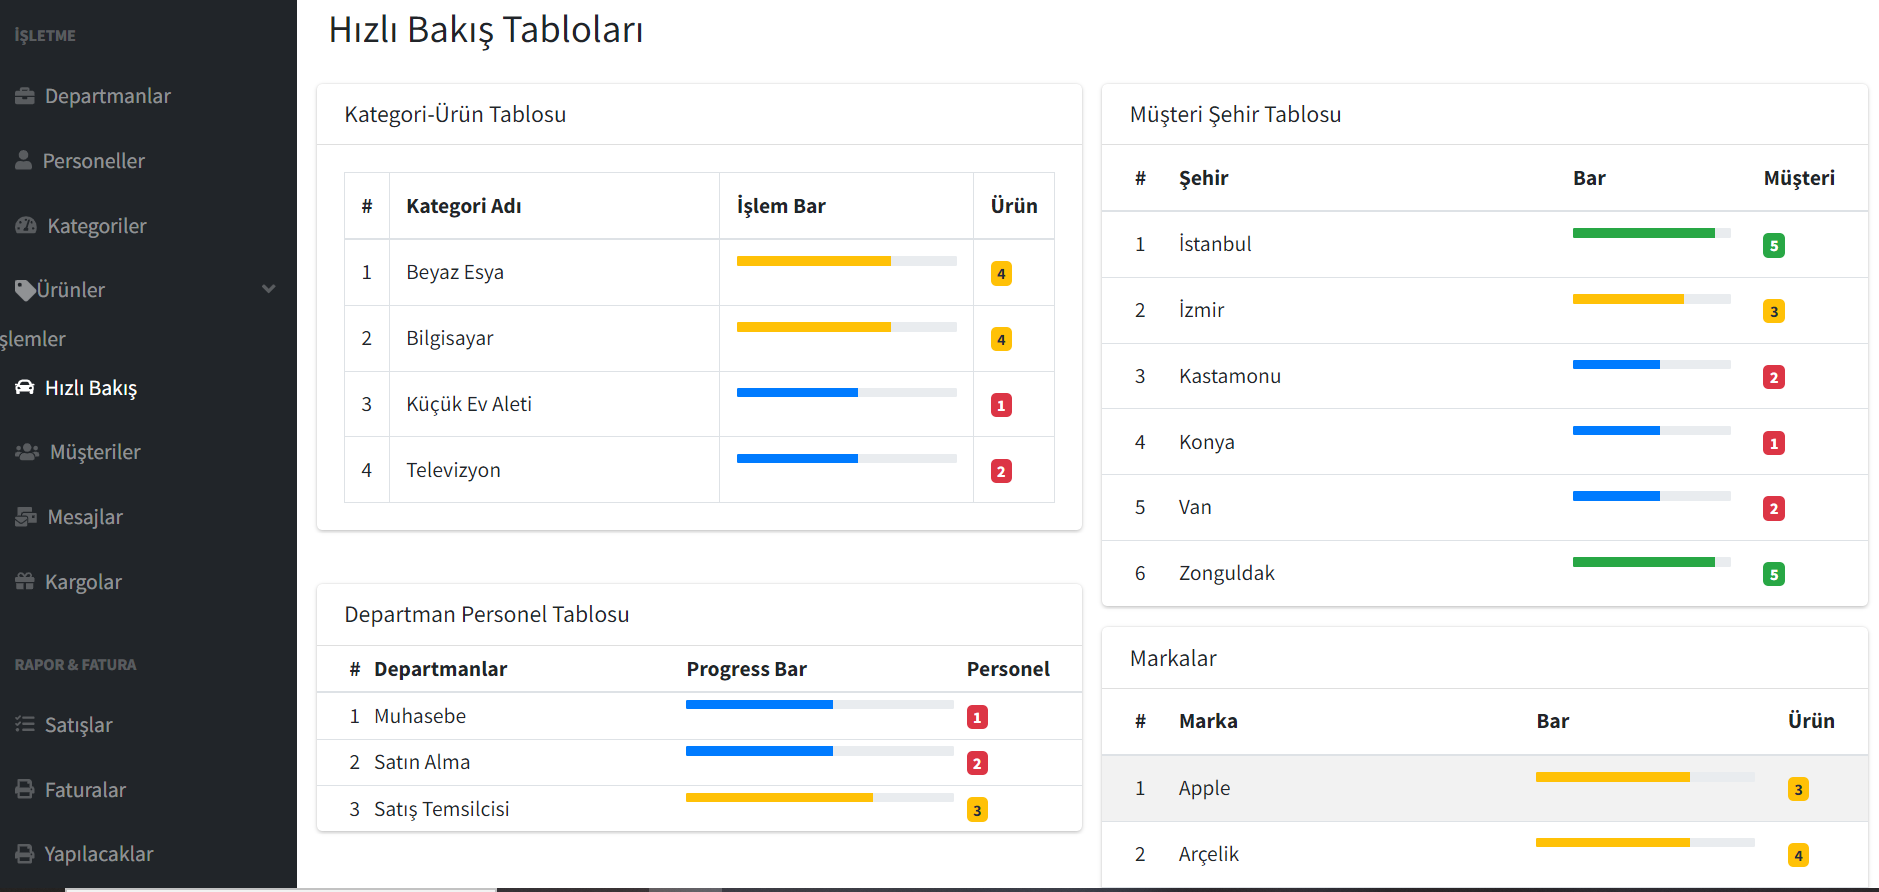 İŞLETME
Departmanlar
Personeller
Kategoriler
Ürünler
şlemler
Hızlı Bakış
Müşteriler
Mesajlar
Kargolar
RAPOR & FATURA
Satışlar
Faturalar
Yapılacaklar
Hızlı Bakış Tabloları
Kategori-Ürün Tablosu
# Kategori Adı İşlem Bar Ürün
1 Beyaz Esya 4
2 Bilgisayar 4
3 Küçük Ev Aleti 1
4 Televizyon 2
Departman Personel Tablosu
# Departmanlar Progress Bar Personel
1 Muhasebe 1
2 Satın Alma 2
3 Satış Temsilcisi 3
Müşteri Şehir Tablosu
# Şehir Bar Müşteri
1 İstanbul 5
2 İzmir 3
3 Kastamonu 2
4 Konya 1
5 Van 2
6 Zonguldak 5
Markalar
# Marka Bar Ürün
1 Apple 3
2 Arçelik 4